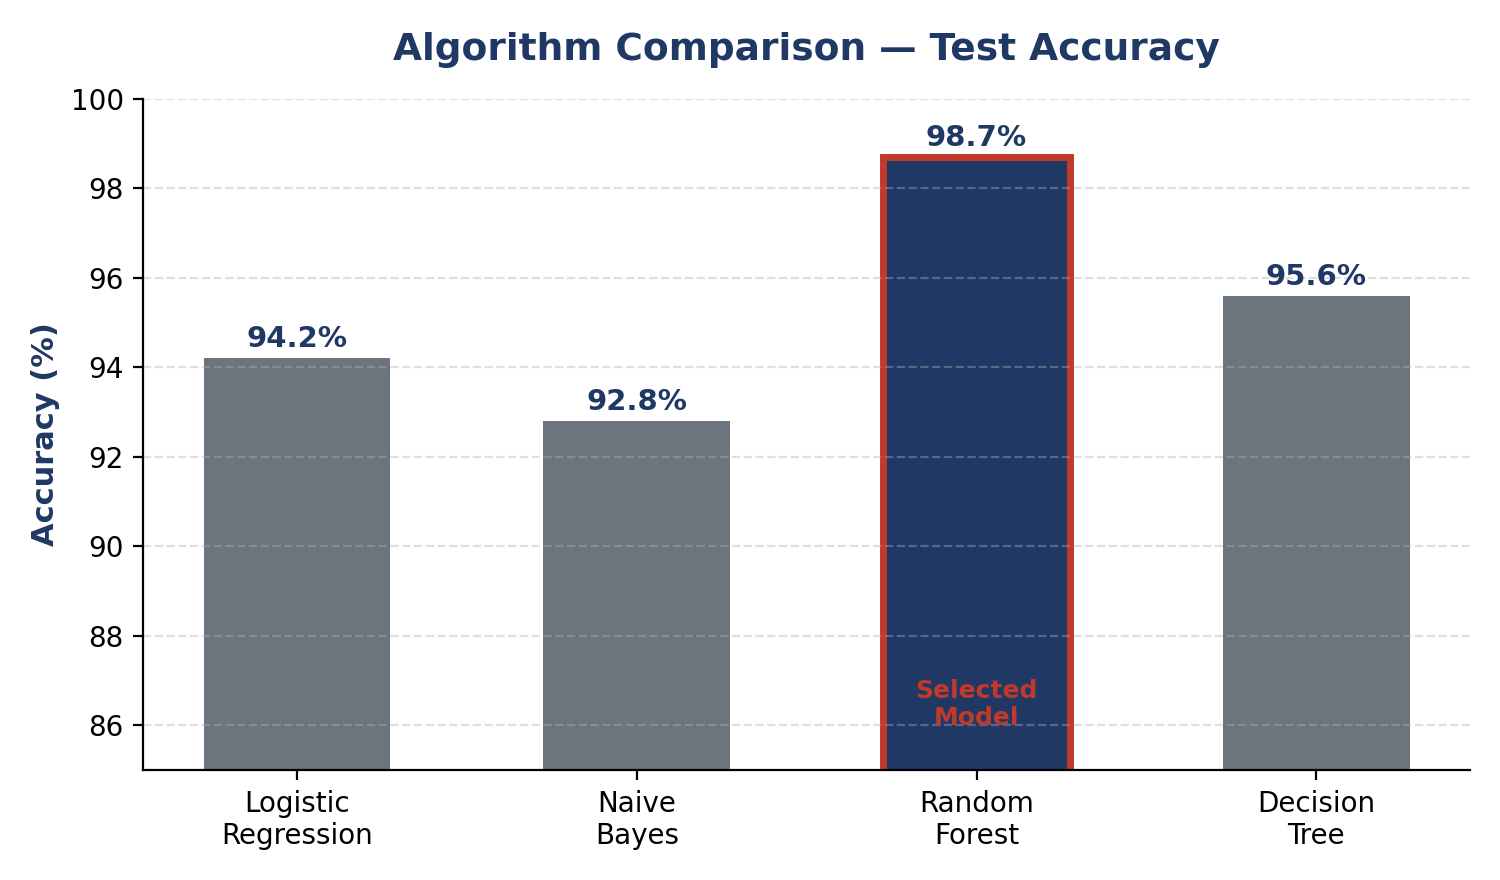 Algorithm Comparison — Test Accuracy
Accuracy (%)
100
98
96
94
92
90
88
86
94.2%
92.8%
98.7%
95.6%
Selected
Model
Logistic
Regression
Naive
Bayes
Random
Forest
Decision
Tree